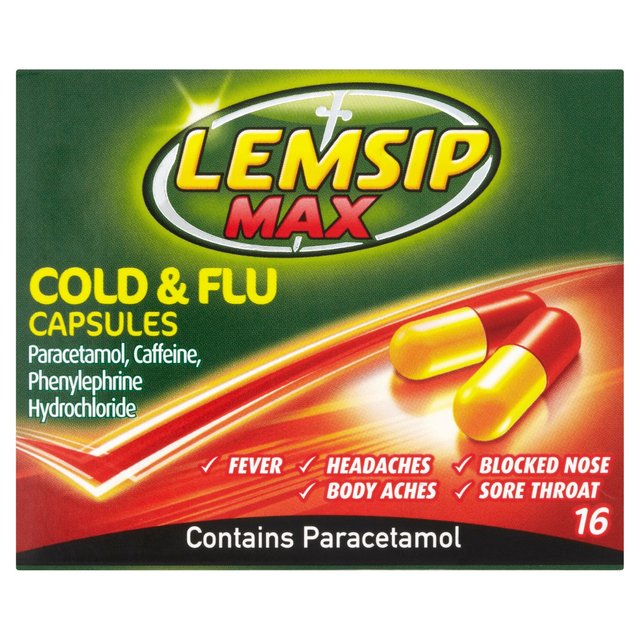 LEMSIP
MAX
COLD & FLU
CAPSULES
Paracetamol, Caffeine,
Phenylephrine
Hydrochloride
✓ FEVER ✓ HEADACHES ✓ BLOCKED NOSE
✓ BODY ACHES ✓ SORE THROAT
16
Contains Paracetamol